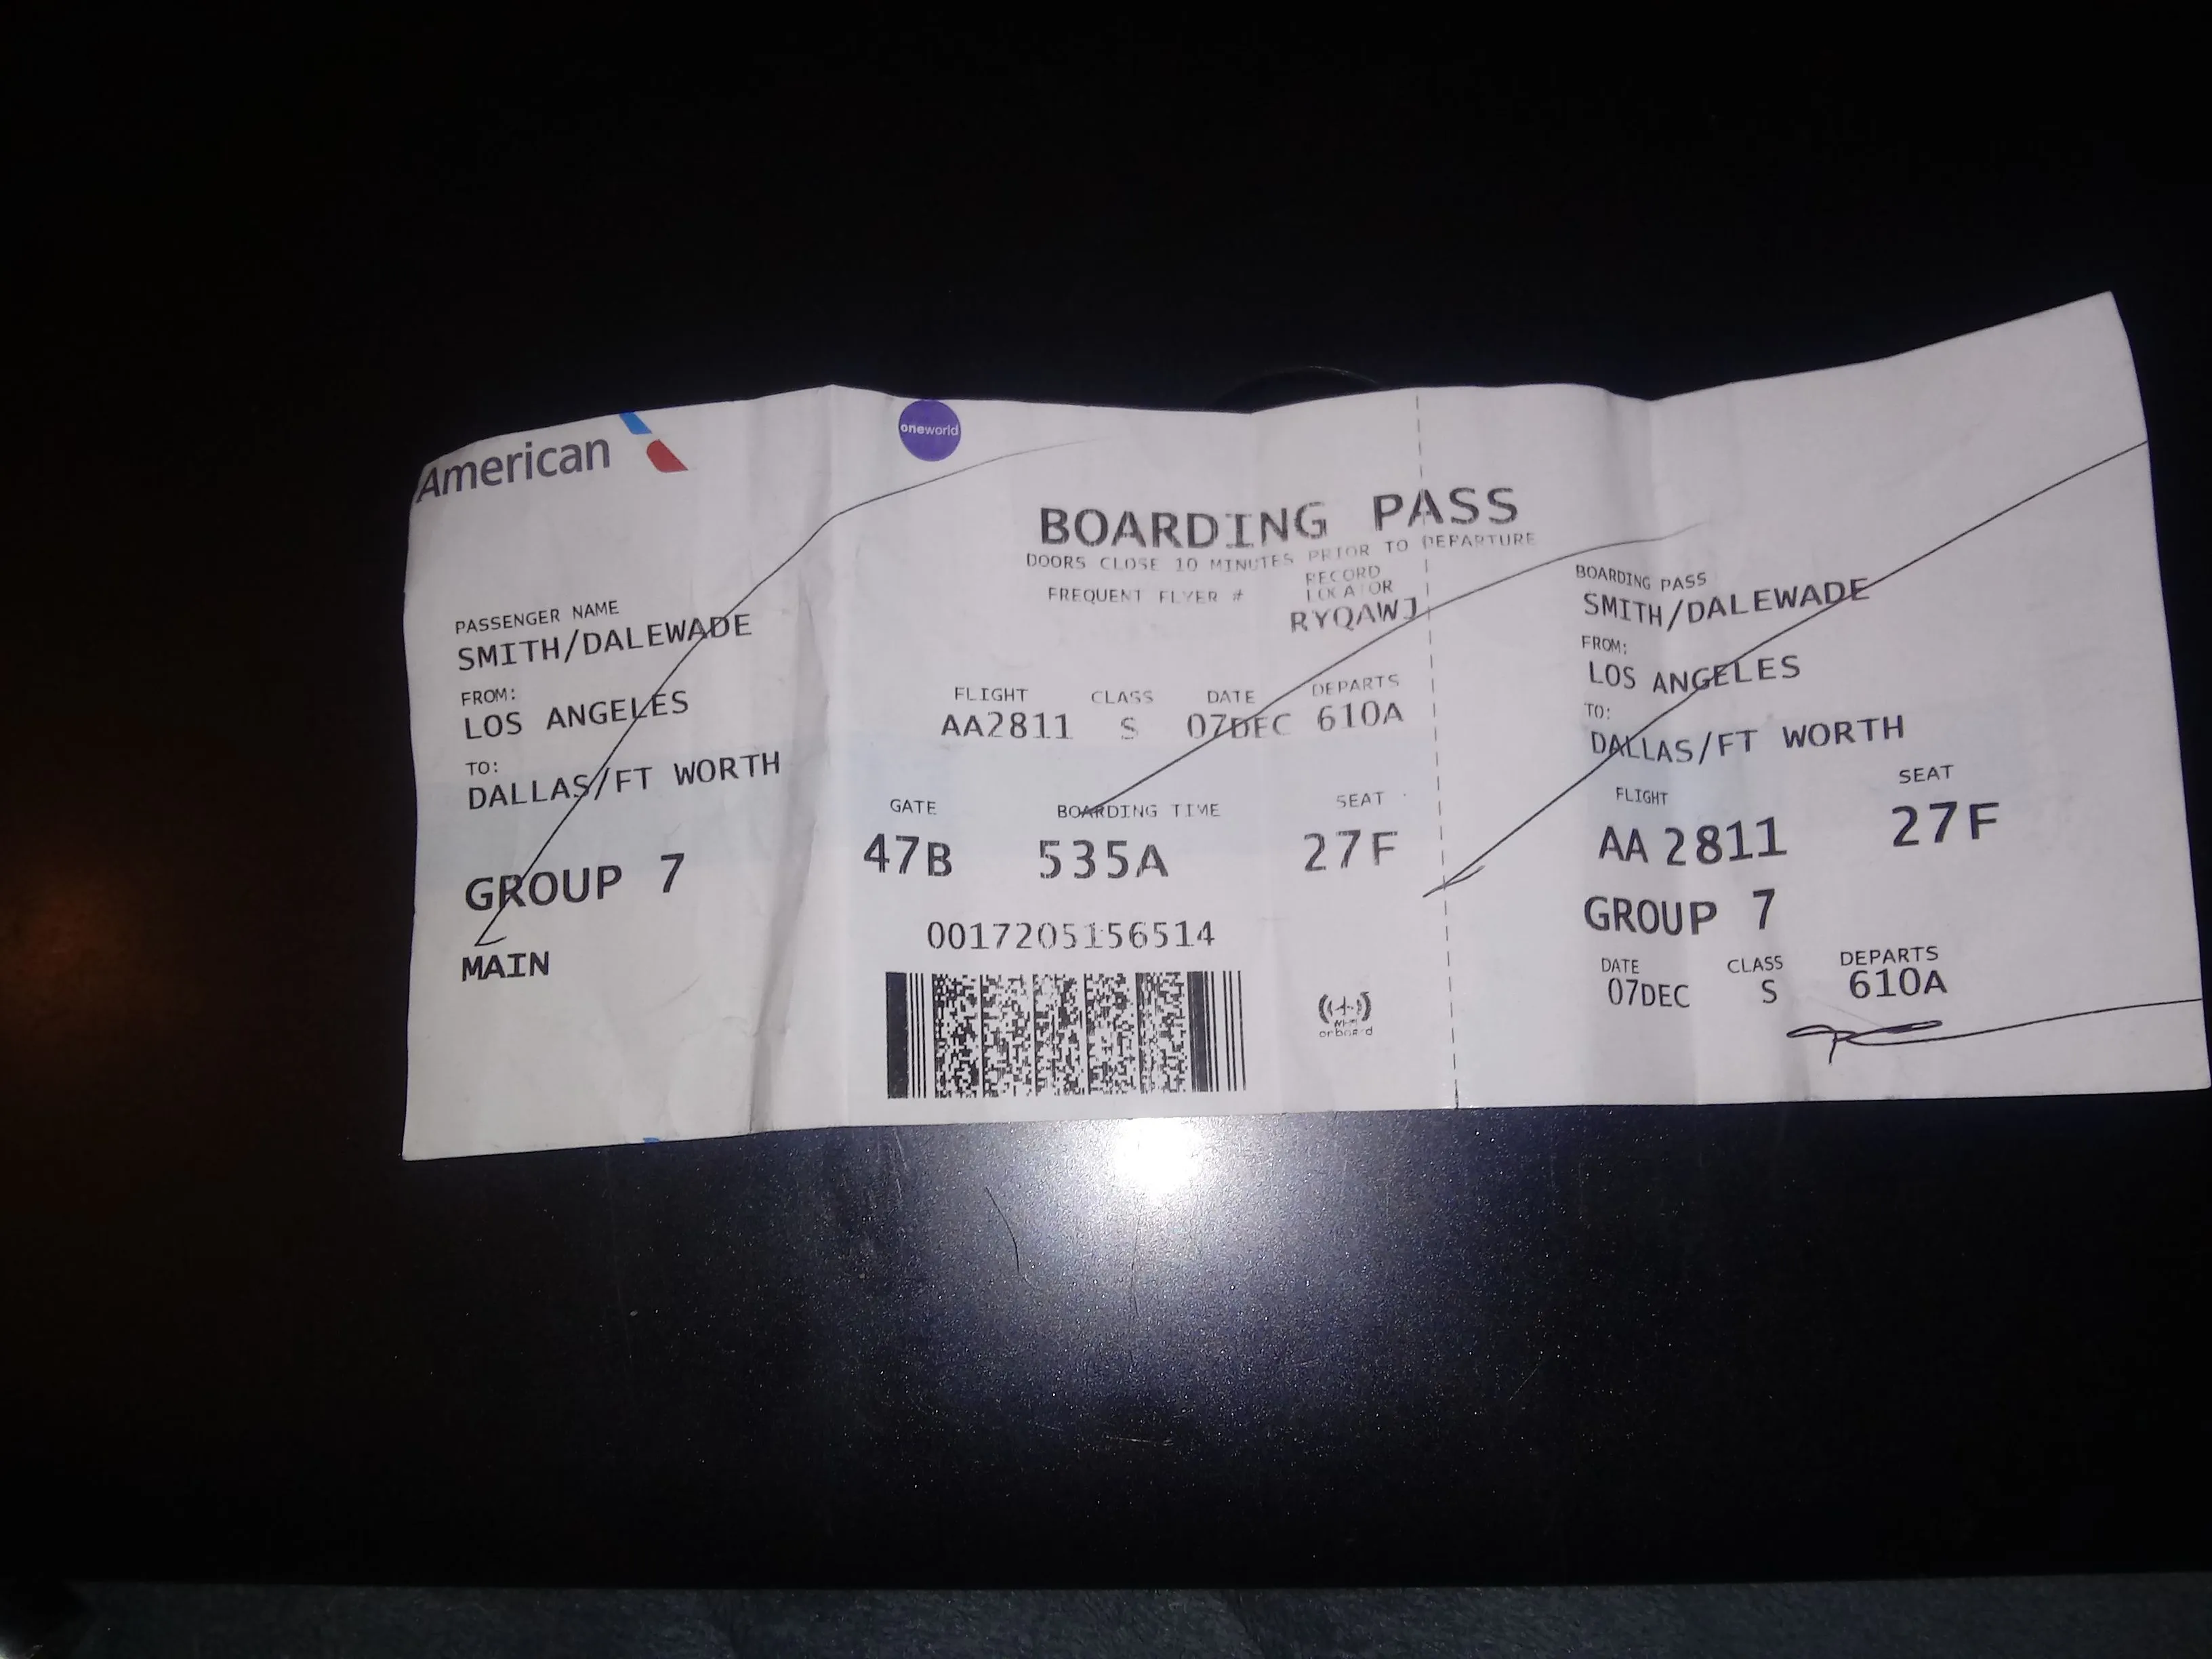 American
oneworld
BOARDING PASS
DOORS CLOSE 10 MINUTES PRIOR TO DEPARTURE
FREQUENT FLYER #
RECORD
LOCATOR
RYQAWJ
PASSENGER NAME
SMITH/DALEWADE
FROM:
LOS ANGELES
TO:
DALLAS/FT WORTH
GROUP 7
MAIN
FLIGHT CLASS DATE DEPARTS
AA2811 S 07DEC 610A
GATE BOARDING TIME SEAT
47B 535A 27F
0017205156514
Wi-Fi
onboard
BOARDING PASS
SMITH/DALEWADE
FROM:
LOS ANGELES
TO:
DALLAS/FT WORTH
FLIGHT SEAT
AA 2811 27F
GROUP 7
DATE CLASS DEPARTS
07DEC S 610A